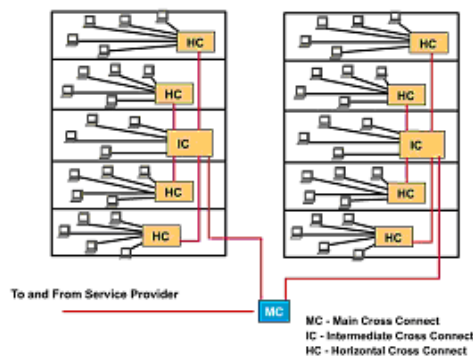 HC
HC
HC
HC
IC
IC
HC
HC
HC
HC
To and From Service Provider
MC
MC - Main Cross Connect
IC - Intermediate Cross Connect
HC - Horizontal Cross Connect